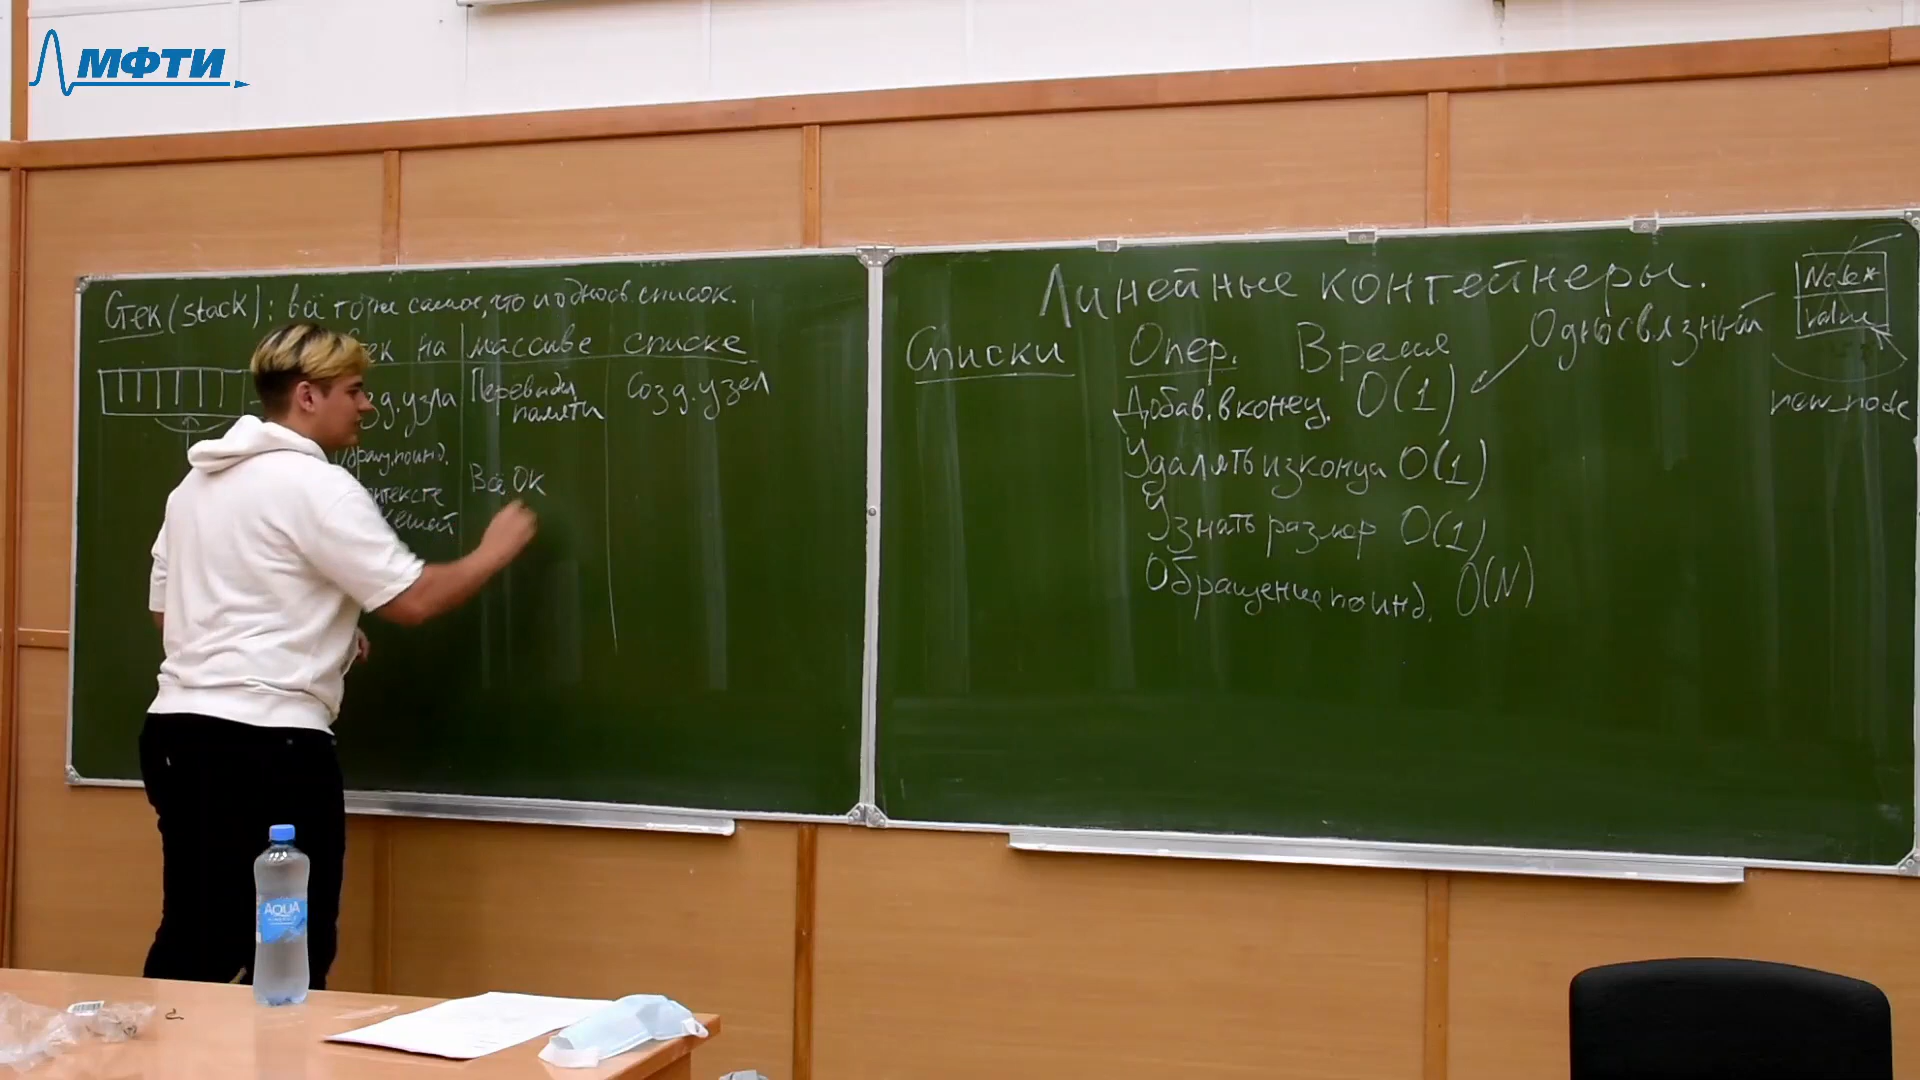 МФТИ
Стек (stack): всё то же самое, что и односв. список.
на массиве списке
узла Перевыд. памяти Созд. узел
Всё ОК
Линейные контейнеры.
Списки Опер. Время Односвязный
Добав. в конец. O(1)
Удалять из конца O(1)
Узнать размер O(1)
Обращение по инд. O(N)
Node*
value
new_node
AQUA